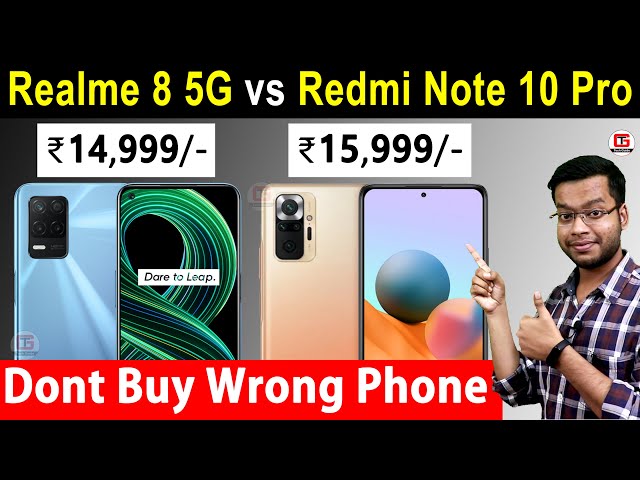 Realme 8 5G vs Redmi Note 10 Pro
₹14,999/-
₹15,999/-
Dare to Leap.
Dont Buy Wrong Phone